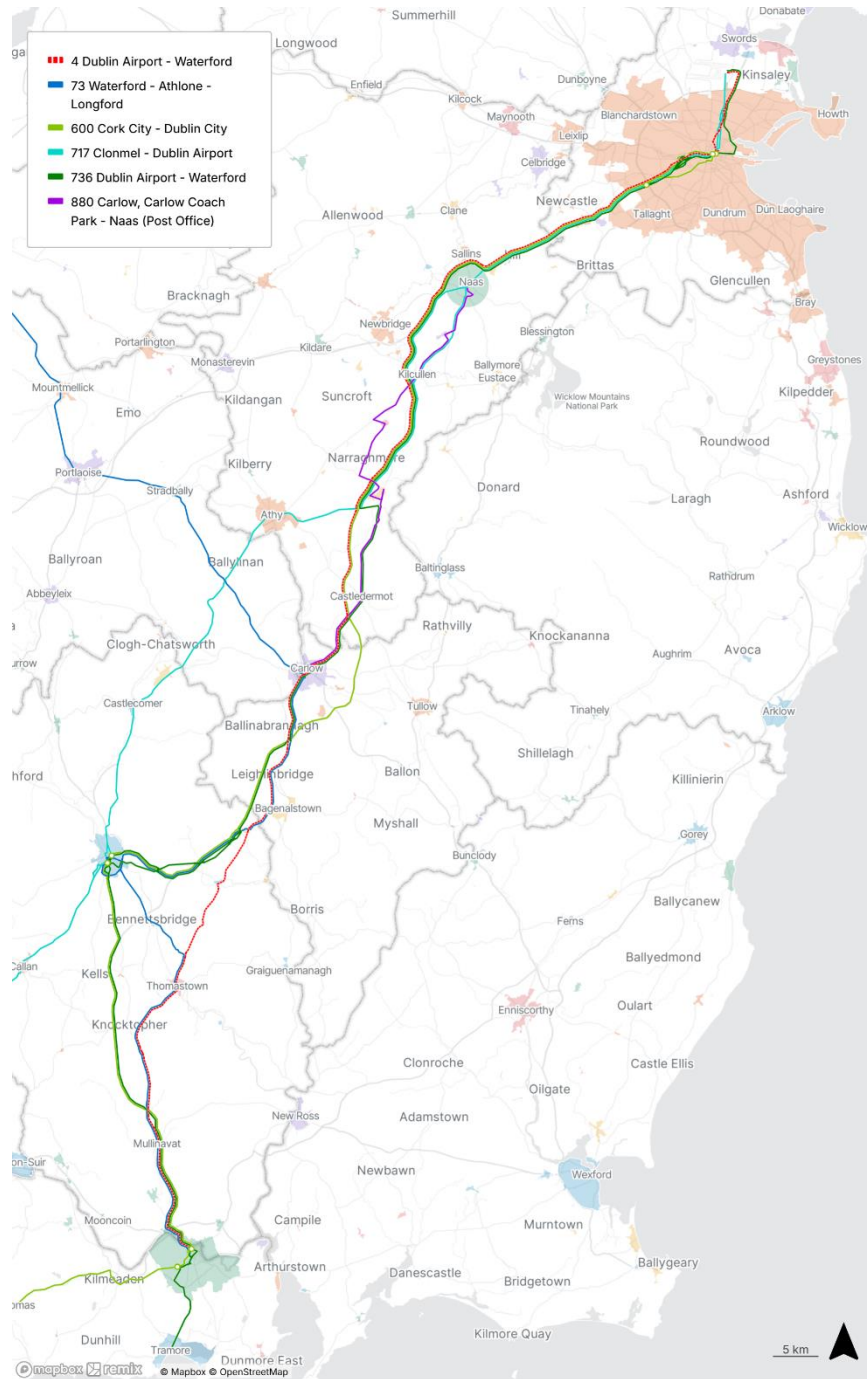 4 Dublin Airport - Waterford
73 Waterford - Athlone -
Longford
600 Cork City - Dublin City
717 Clonmel - Dublin Airport
736 Dublin Airport - Waterford
880 Carlow, Carlow Coach
Park - Naas (Post Office)
Summerhill
Donabate
Longwood
Swords
Enfield
Dunboyne
Kinsaley
Kilcock
Maynooth
Blanchardstown
Howth
Leixlip
Celbridge
Newcastle
Allenwood
Clane
Tallaght
Dundrum
Dun Laoghaire
Sallins
Brittas
Naas
Glencullen
Bracknagh
Bray
Newbridge
Portarlington
Kildare
Blessington
Monasterevin
Greystones
Kilcullen
Ballymore
Eustace
Mountmellick
Kildangan
Suncroft
Wicklow Mountains
National Park
Kilpedder
Emo
Roundwood
Kilberry
Narraghmore
Portlaoise
Stradbally
Donard
Laragh
Ashford
Athy
Wicklow
Ballyroan
Ballylinan
Baltinglass
Rathdrum
Abbeyleix
Castledermot
Rathvilly
Knockananna
Clogh-Chatsworth
Avoca
urrow
Aughrim
Carlow
Castlecomer
Tullow
Tinahely
Arklow
Ballinabrannagh
Shillelagh
hford
Leighlinbridge
Ballon
Killinierin
Bagenalstown
Myshall
Gorey
Bunclody
Borris
Ballycanew
Bennettsbridge
Ferns
Ballyedmond
Callan
Kells
Graiguenamanagh
Thomastown
Oulart
Enniscorthy
Knocktopher
Clonroche
Castle Ellis
Oilgate
New Ross
Adamstown
Mullinavat
on-Suir
Newbawn
Wexford
Mooncoin
Campile
Murntown
Arthurstown
Ballygeary
Danescastle
Kilmeaden
Bridgetown
omas
Kilmore Quay
Dunhill
Tramore
Dunmore East
5 km
mapbox remix
© Mapbox © OpenStreetMap